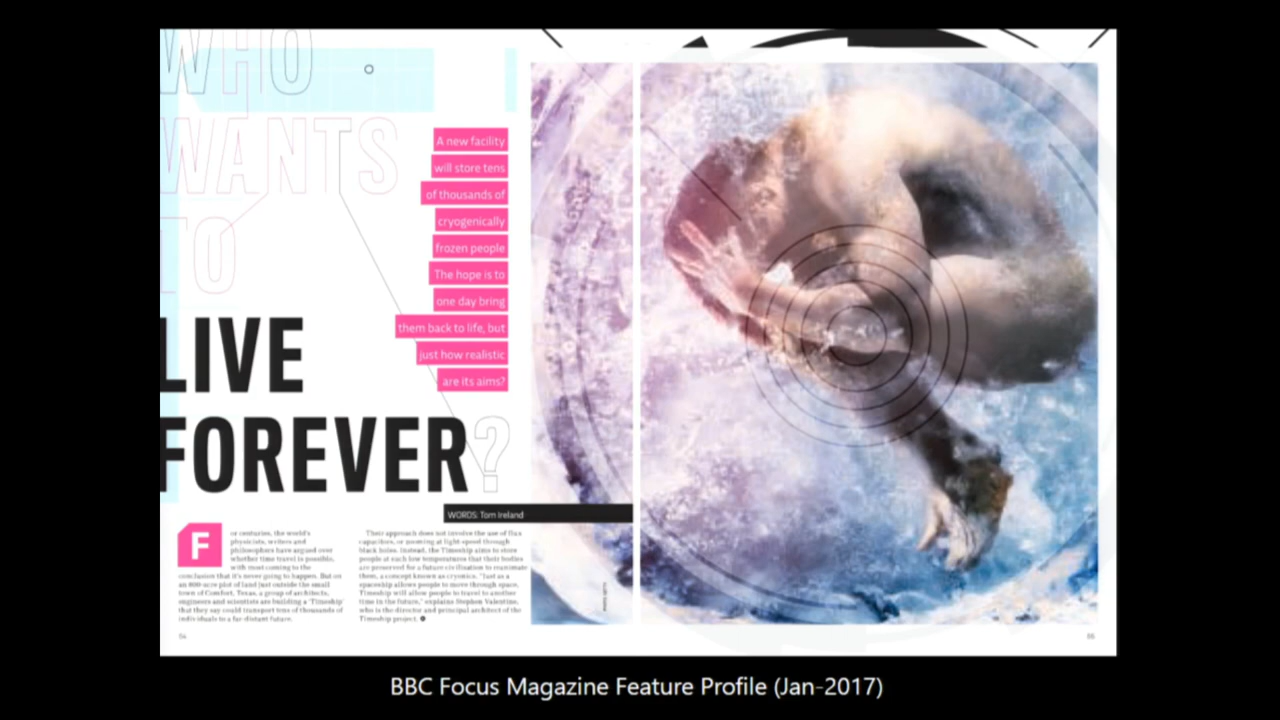 WHO
WANTS
TO
LIVE
FOREVER?
A new facility
will store tens
of thousands of
cryogenically
frozen people
The hope is to
one day bring
them back to life, but
just how realistic
are its aims?
WORDS: Tom Ireland
For centuries, the world's
physicists, writers and
philosophers have argued over
whether time travel is possible,
with most coming to the
conclusion that it's never going to happen. But on
an 800-acre plot of land just outside the small
town of Comfort, Texas, a group of architects,
engineers and scientists are building a 'Timeship'
that they say could transport tens of thousands of
individuals to a far-distant future.
Their approach does not involve the use of flux
capacitors, or zooming at light speed through
black holes. Instead, the Timeship aims to store
people at such low temperatures that their bodies
are preserved for a future civilisation to reanimate
them, a concept known as cryonics. "Just as a
spaceship allows people to move through space,
Timeship will allow people to travel to another
time in the future," explains Stephen Valentine,
who is the director and principal architect of the
Timeship project.
BBC Focus Magazine Feature Profile (Jan-2017)